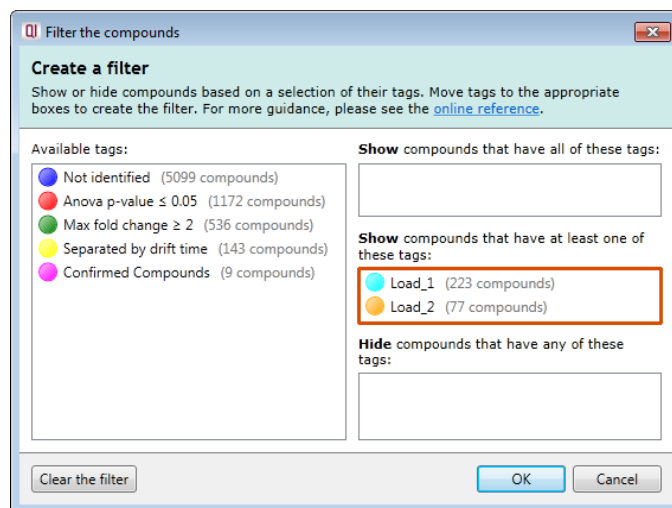 QI Filter the compounds
Create a filter
Show or hide compounds based on a selection of their tags. Move tags to the appropriate
boxes to create the filter. For more guidance, please see the online reference.
Available tags:
Not identified (5099 compounds)
Anova p-value ≤ 0.05 (1172 compounds)
Max fold change ≥ 2 (536 compounds)
Separated by drift time (143 compounds)
Confirmed Compounds (9 compounds)
Show compounds that have all of these tags:
Show compounds that have at least one of
these tags:
Load_1 (223 compounds)
Load_2 (77 compounds)
Hide compounds that have any of these
tags:
Clear the filter
OK
Cancel